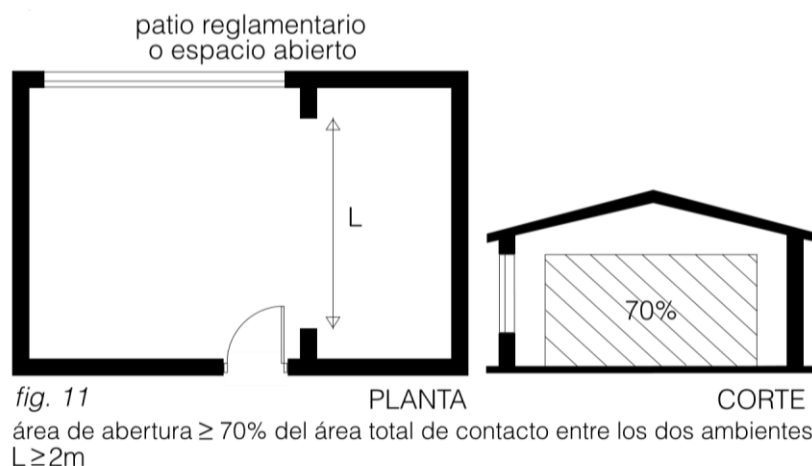 patio reglamentario
o espacio abierto
L
70%
fig. 11
PLANTA
CORTE
área de abertura ≥ 70% del área total de contacto entre los dos ambientes
L ≥ 2m